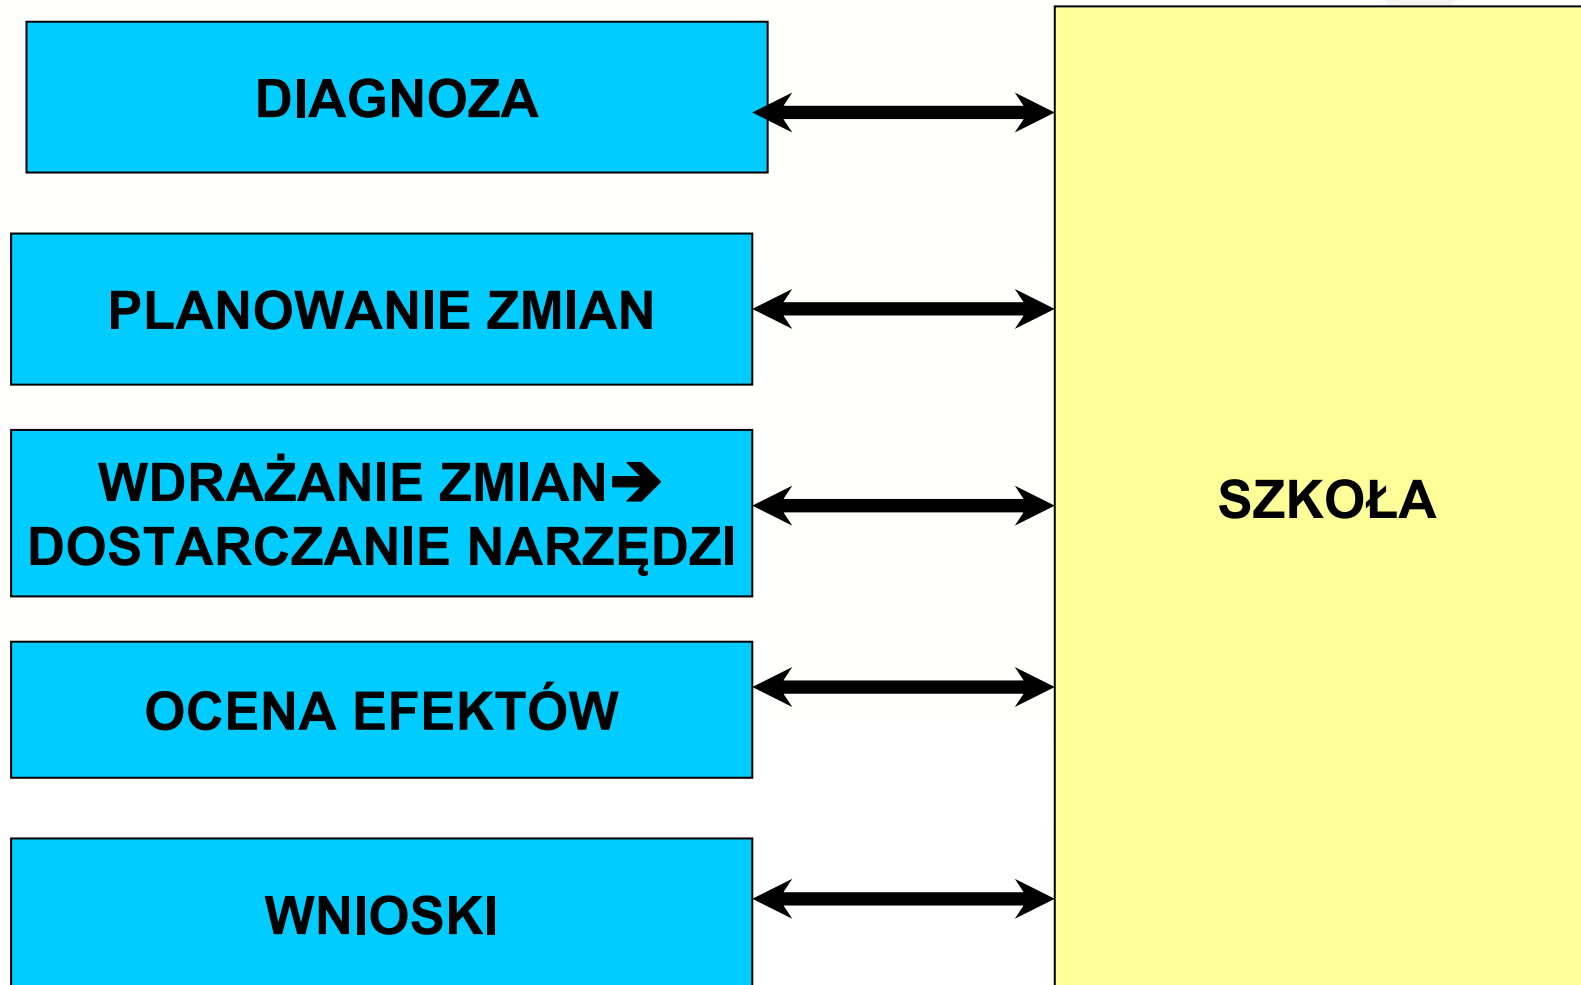 DIAGNOZA
PLANOWANIE ZMIAN
WDRAŻANIE ZMIAN➔
DOSTARCZANIE NARZĘDZI
OCENA EFEKTÓW
WNIOSKI
SZKOŁA